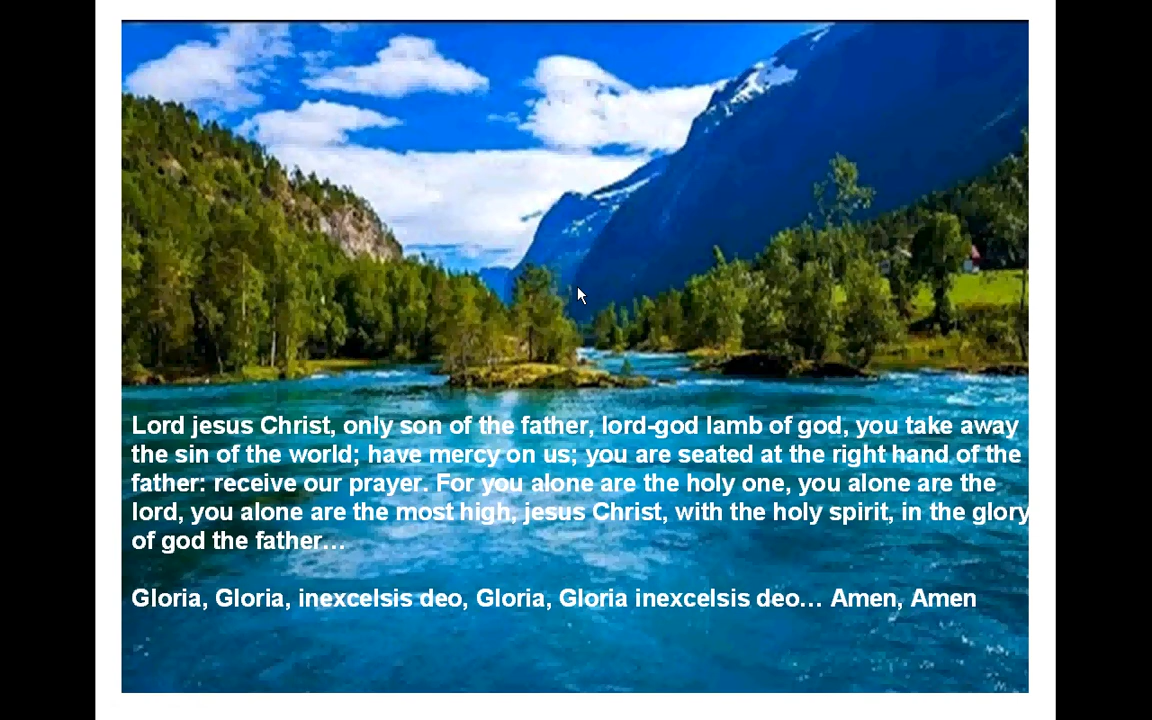 Lord jesus Christ, only son of the father, lord-god lamb of god, you take away
the sin of the world; have mercy on us; you are seated at the right hand of the
father: receive our prayer. For you alone are the holy one, you alone are the
lord, you alone are the most high, jesus Christ, with the holy spirit, in the glory
of god the father…
Gloria, Gloria, inexcelsis deo, Gloria, Gloria inexcelsis deo… Amen, Amen